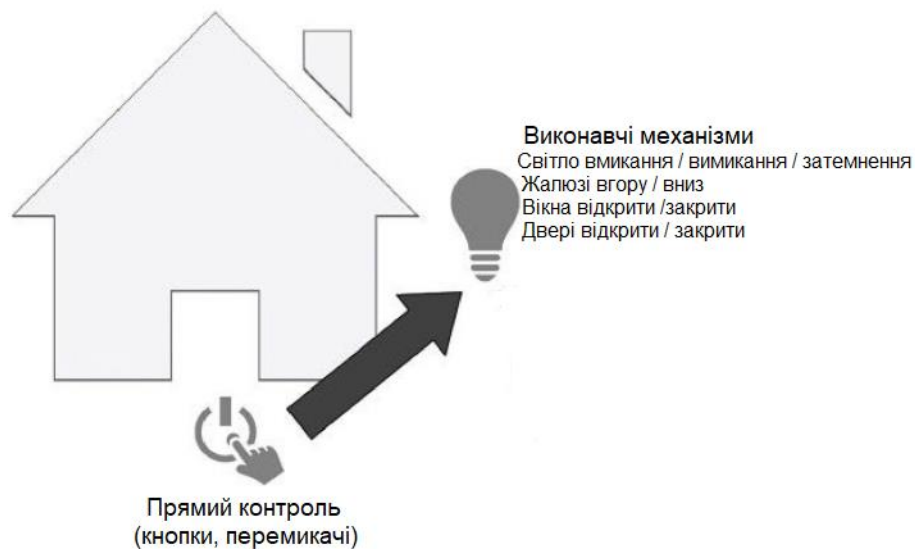 Виконавчі механізми
Світло вмикання / вимикання / затемнення
Жалюзі вгору / вниз
Вікна відкрити /закрити
Двері відкрити / закрити
Прямий контроль
(кнопки, перемикачі)